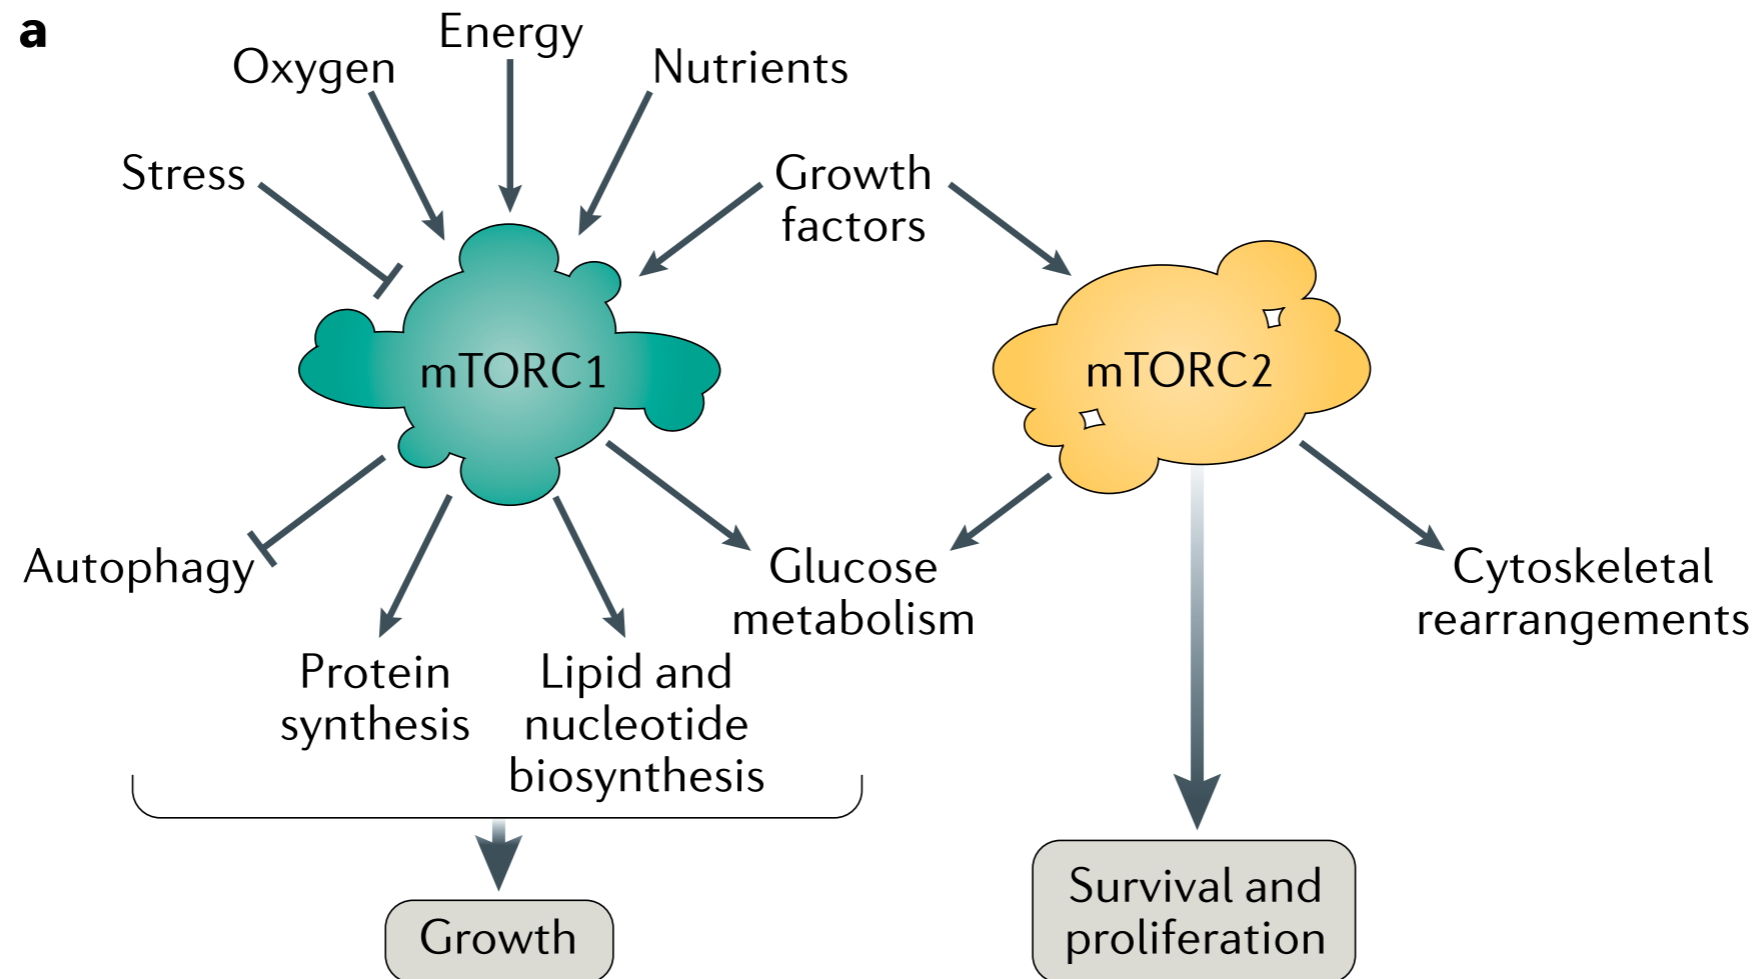 a
Energy
Oxygen
Nutrients
Stress
Growth
factors
mTORC1
mTORC2
Autophagy
Glucose
metabolism
Cytoskeletal
rearrangements
Protein
synthesis
Lipid and
nucleotide
biosynthesis
Growth
Survival and
proliferation